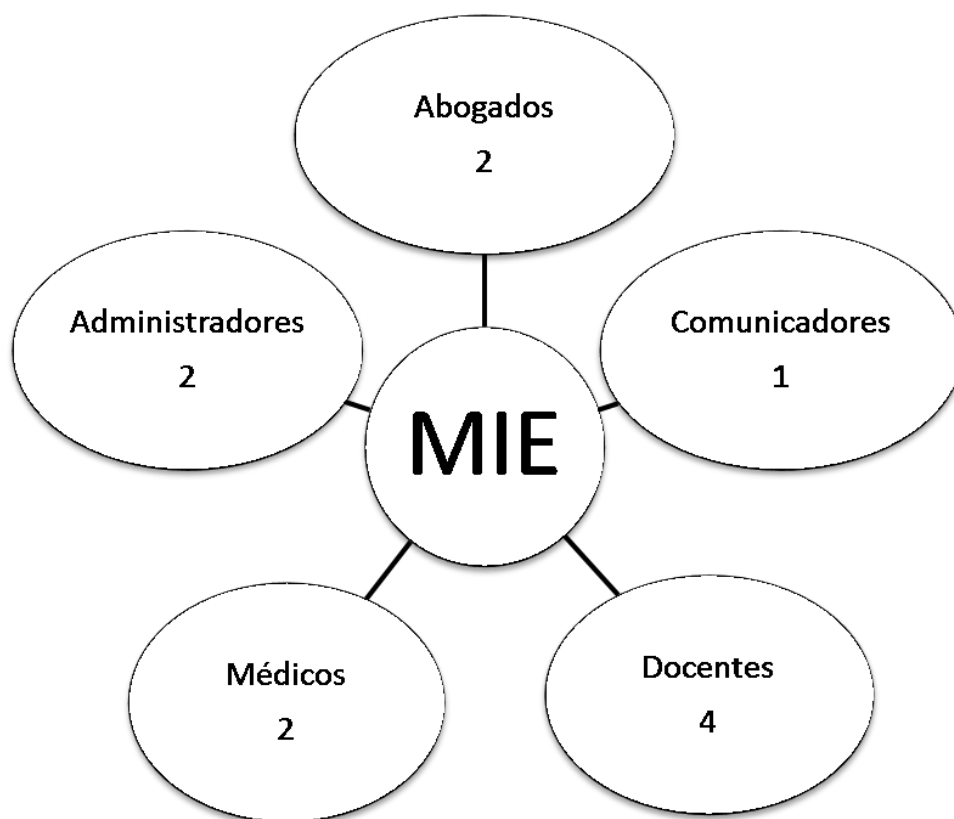 Abogados
2
Administradores
2
Comunicadores
1
MIE
Médicos
2
Docentes
4